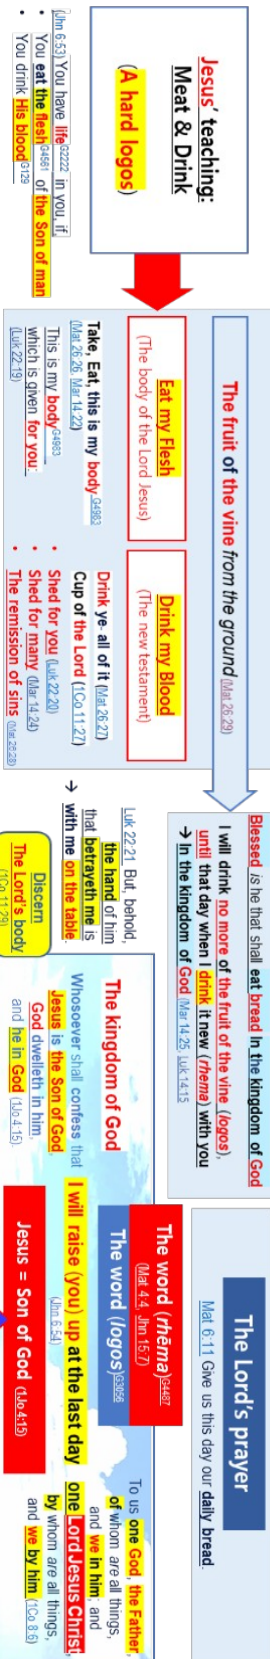 Jesus' teaching:
Meat & Drink
(A hard logos)
(Jhn 6:53) You have life G2222 in you, if,
• You eat the flesh G4561 of the Son of man
• You drink His blood G129
The fruit of the vine from the ground (Mat 26:29)
Eat my Flesh
(The body of the Lord Jesus)
Take, Eat, this is my body G4983
(Mat 26:26, Mar 14:22)
This is my body G4983
which is given for you:
(Luk 22:19)
Drink my Blood
(The new testament)
Drink ye- all of it (Mat 26:27)
Cup of the Lord (1Co 11:27)
• Shed for you (Luk 22:20)
• Shed for many (Mar 14:24)
• The remission of sins (Mat 26:28)
Blessed is he that shall eat bread In the kingdom of God
I will drink no more of the fruit of the vine (logos),
until that day when I drink it new (rhema) with you
→ In the kingdom of God (Mar 14:25, Luk 14:15
Luk 22:21 But, behold,
the hand of him
that betrayeth me is
→ with me on the table.
Discern
The Lord's body
(1Co 11:29)
The kingdom of God
Whosoever shall confess that
Jesus is the Son of God,
God dwelleth in him,
and he in God (1Jo 4:15).
The Lord's prayer
Mat 6:11 Give us this day our daily bread.
The word (rhēma) G4487
(Mat 4:4, Jhn 15:7)
The word (logos) G3056
I will raise (you) up at the last day
(Jhn 6:54)
Jesus = Son of God (1Jo 4:15)
To us one God, the Father,
of whom are all things,
and we in him; and
one Lord Jesus Christ,
by whom are all things,
and we by him (1Co 8:6)